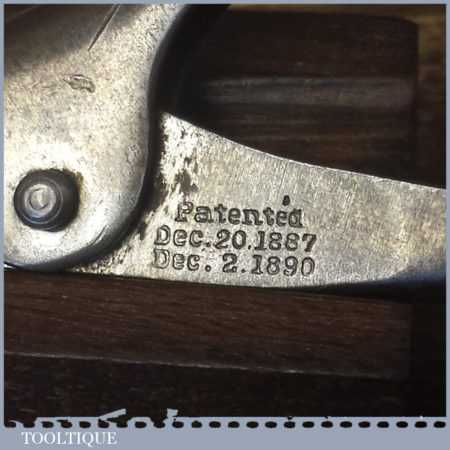 Patented
Dec.20.1887
Dec. 2.1890
TOOLTIQUE